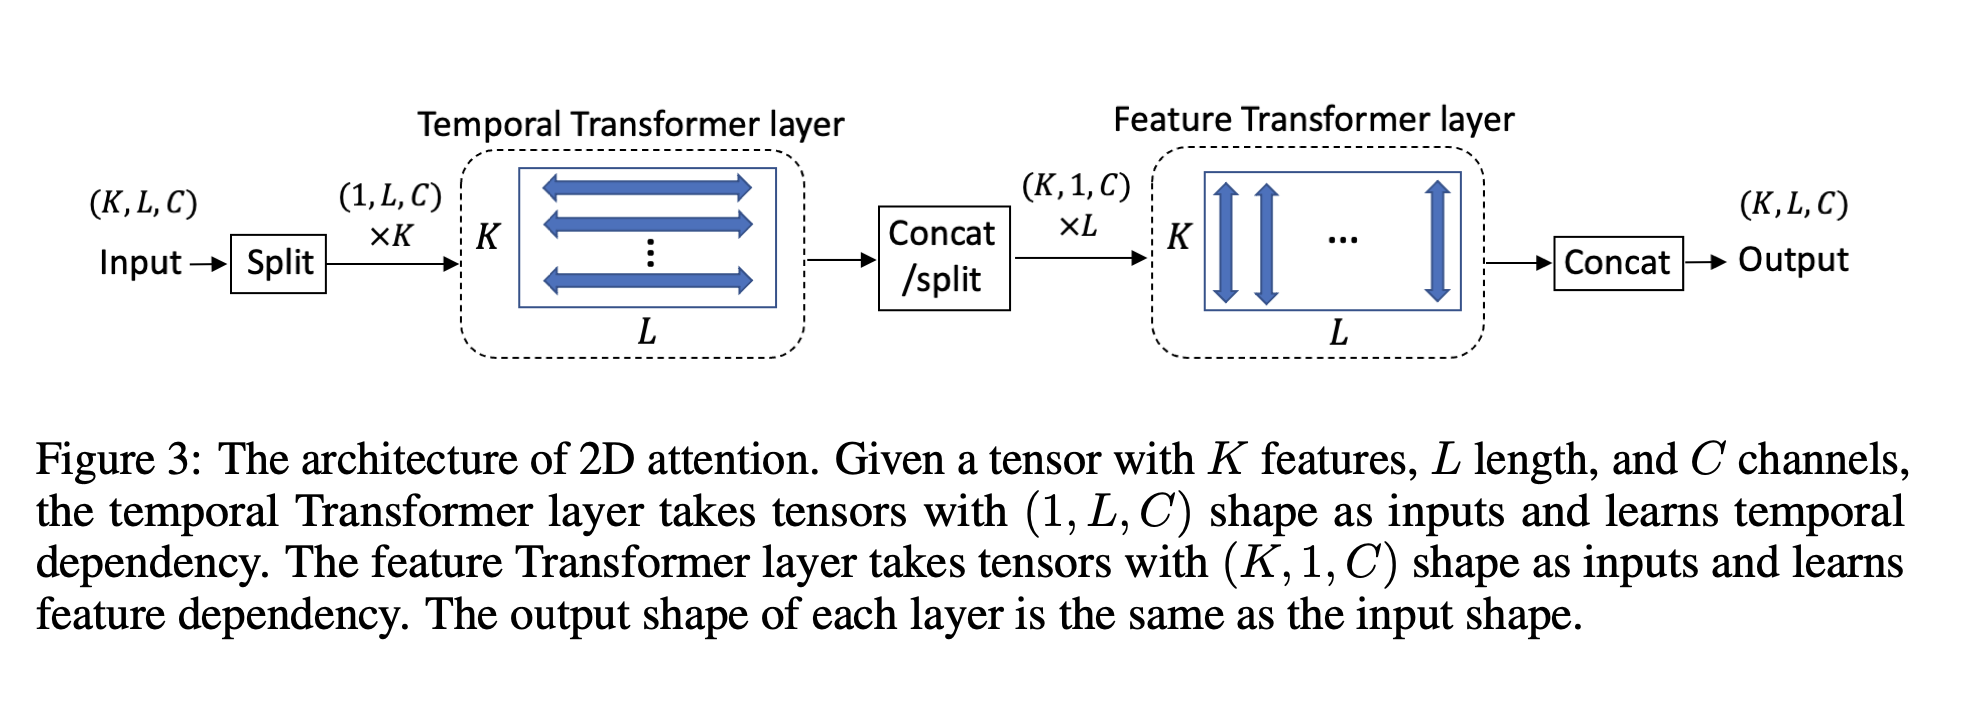 Temporal Transformer layer
Feature Transformer layer
(K, L, C)
Input
Split
(1, L, C)
×K
K
⋮
L
Concat
/split
(K, 1, C)
×L
K
...
L
Concat
(K, L, C)
Output
Figure 3: The architecture of 2D attention. Given a tensor with K features, L length, and C channels,
the temporal Transformer layer takes tensors with (1, L, C) shape as inputs and learns temporal
dependency. The feature Transformer layer takes tensors with (K, 1, C) shape as inputs and learns
feature dependency. The output shape of each layer is the same as the input shape.